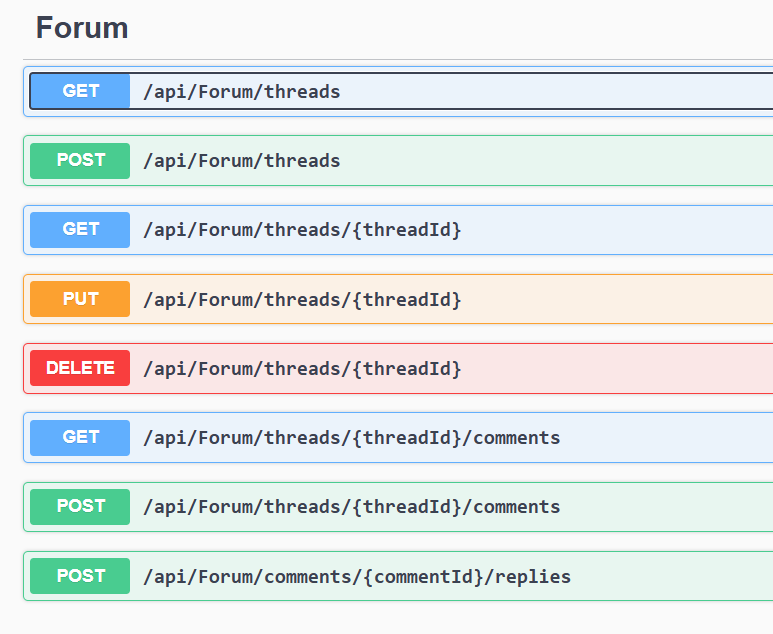 Forum
GET /api/Forum/threads
POST /api/Forum/threads
GET /api/Forum/threads/{threadId}
PUT /api/Forum/threads/{threadId}
DELETE /api/Forum/threads/{threadId}
GET /api/Forum/threads/{threadId}/comments
POST /api/Forum/threads/{threadId}/comments
POST /api/Forum/comments/{commentId}/replies